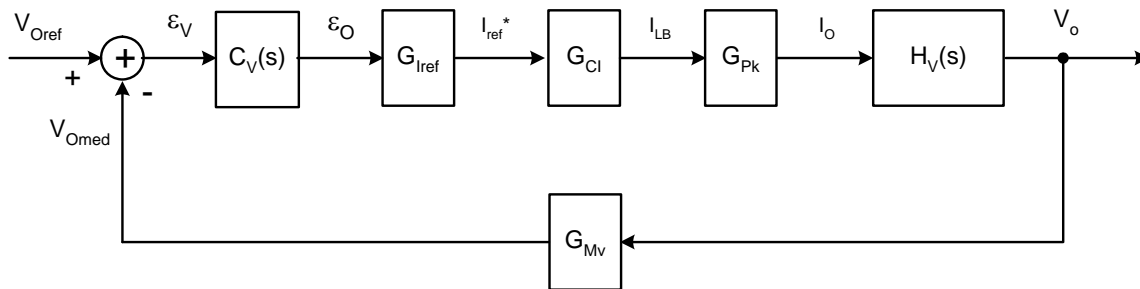 V_Oref
+
+
-
V_Omed
ε_V
C_V(s)
ε_O
G_Iref
I_ref*
G_CI
I_LB
G_Pk
I_O
H_V(s)
V_o
G_Mv